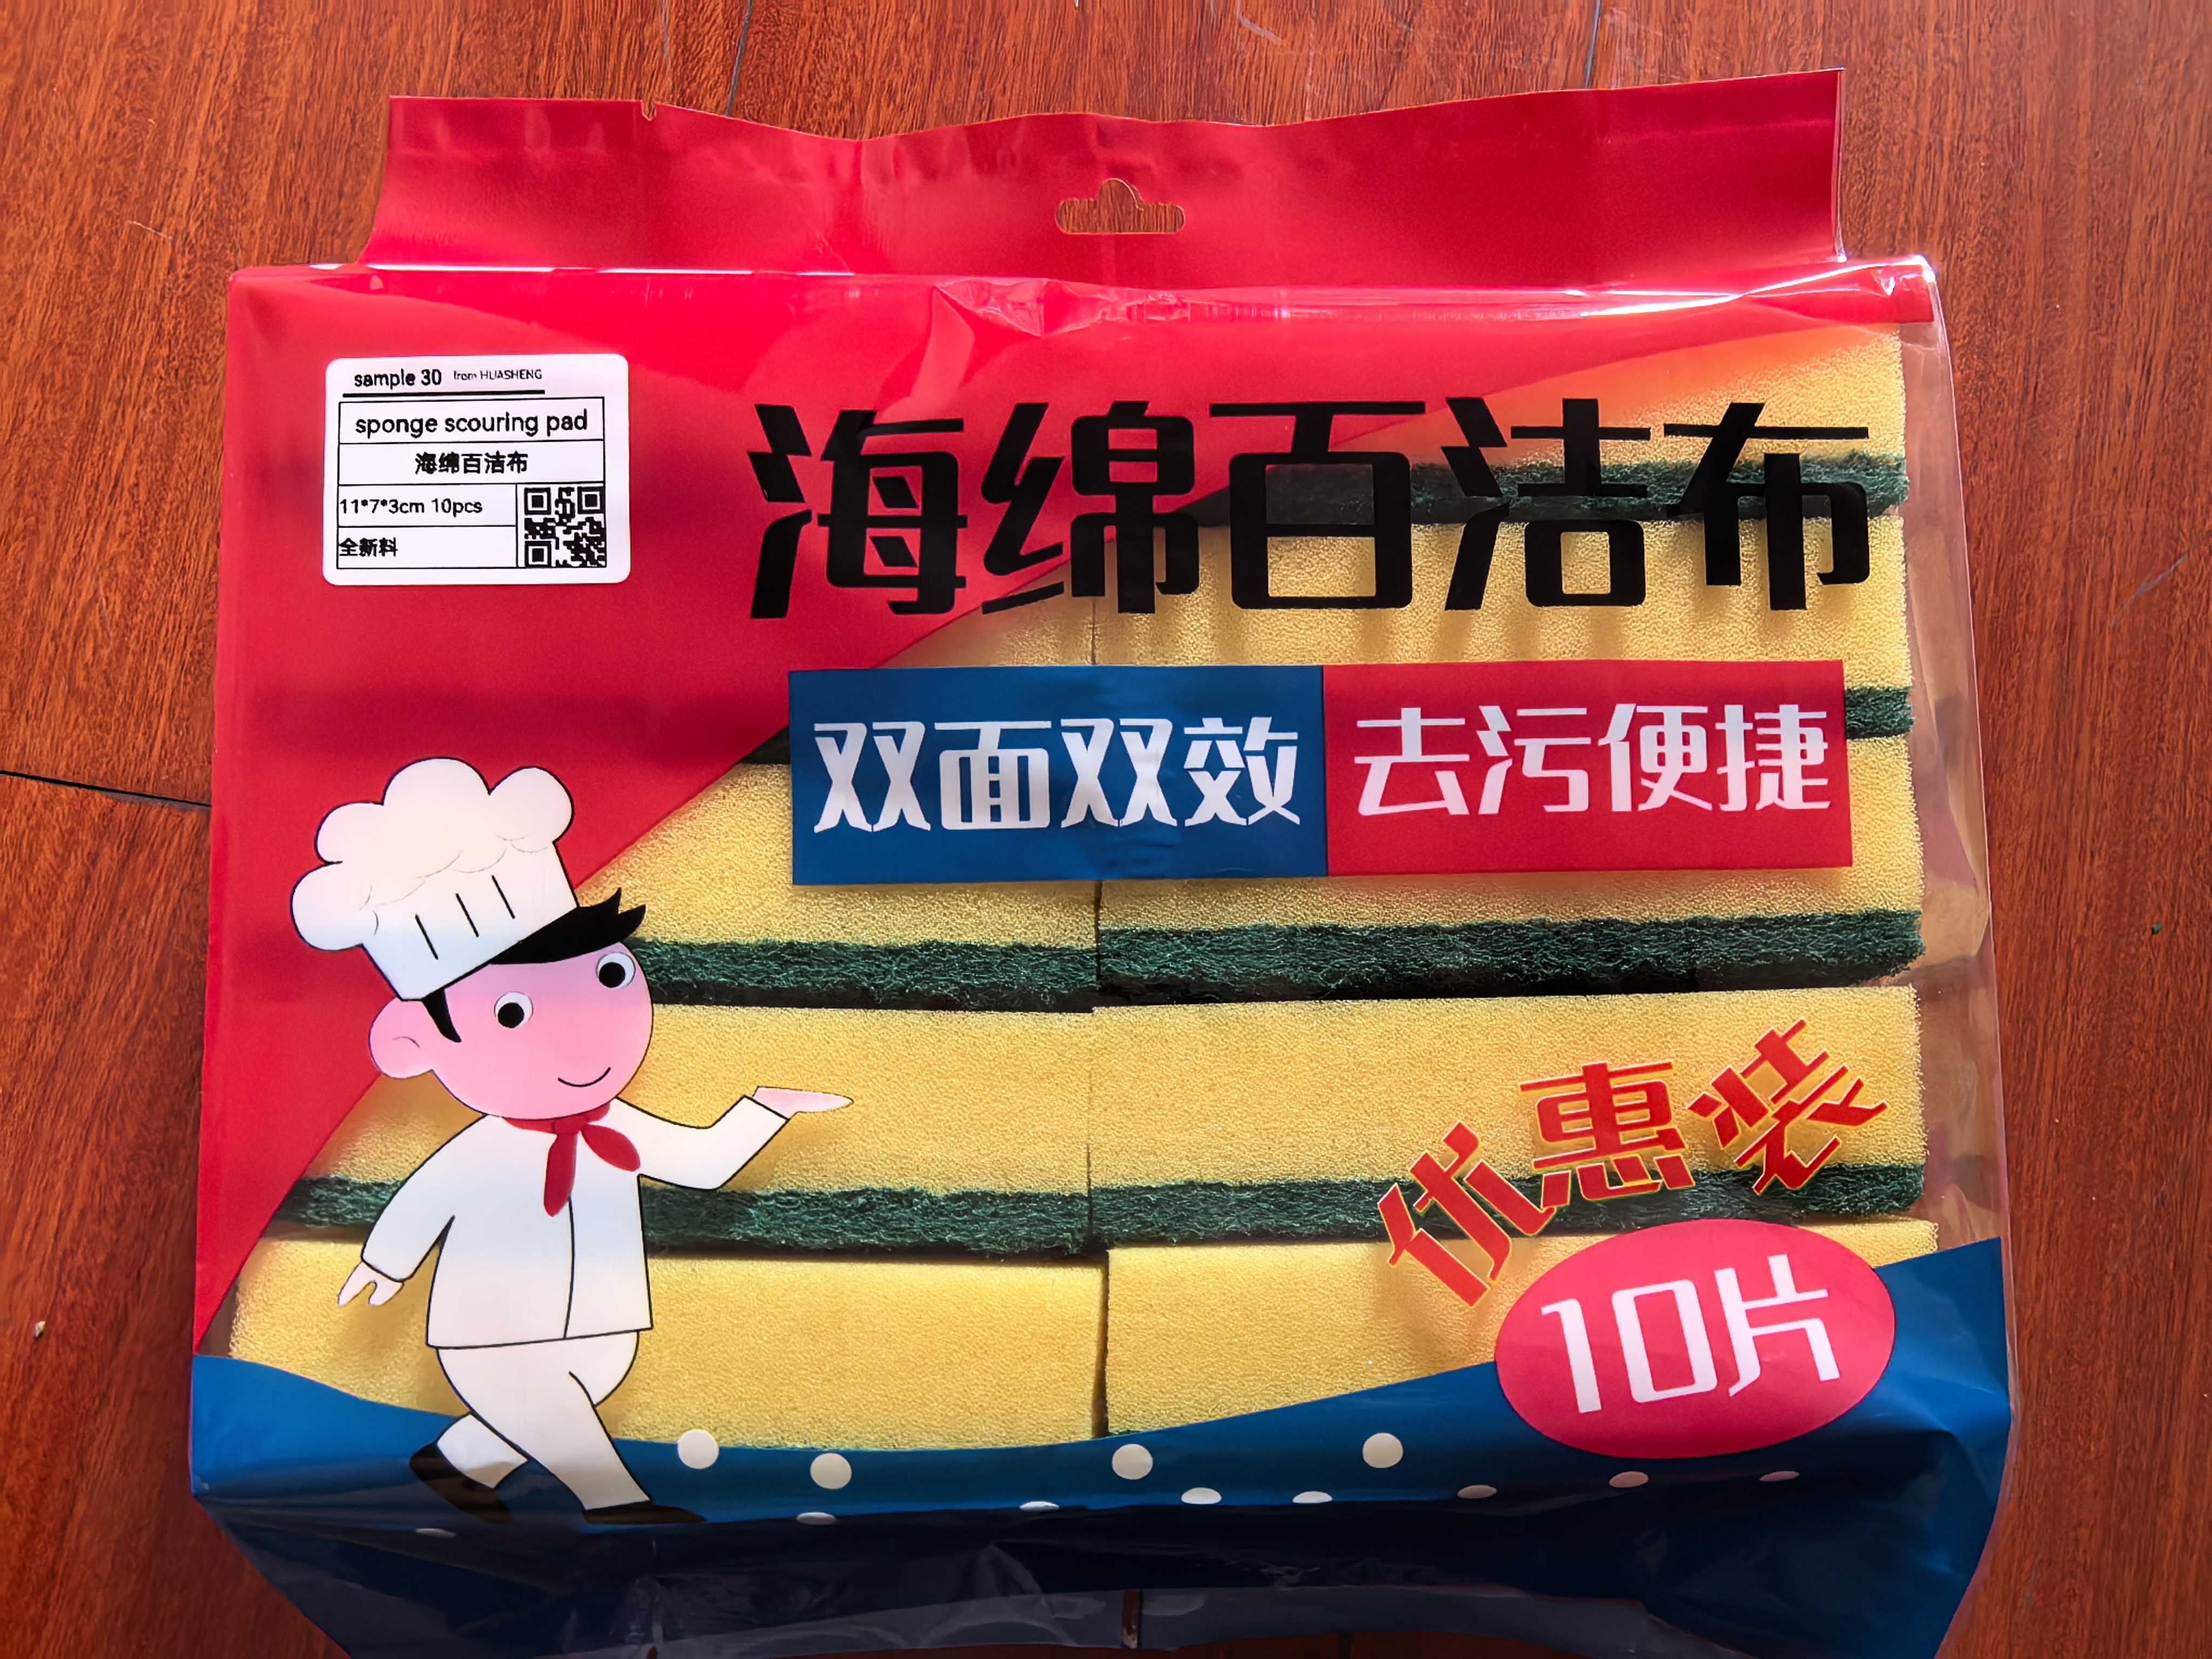 sample 30 from HUASHENG
sponge scouring pad
海绵百洁布
11*7*3cm 10pcs
全新料
海绵百洁布
双面双效 去污便捷
优惠装
10片